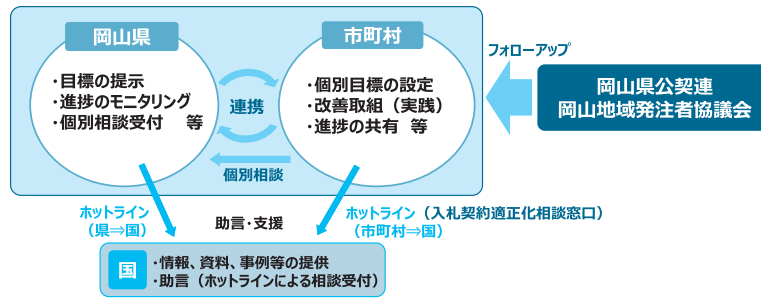 岡山県
・目標の提示
・進捗のモニタリング
・個別相談受付　等
連携
個別相談
市町村
・個別目標の設定
・改善取組（実践）
・進捗の共有　等
フォローアップ
岡山県公契連
岡山地域発注者協議会
ホットライン
（県⇒国）
助言・支援
ホットライン（入札契約適正化相談窓口）
（市町村⇒国）
国
・情報、資料、事例等の提供
・助言（ホットラインによる相談受付）